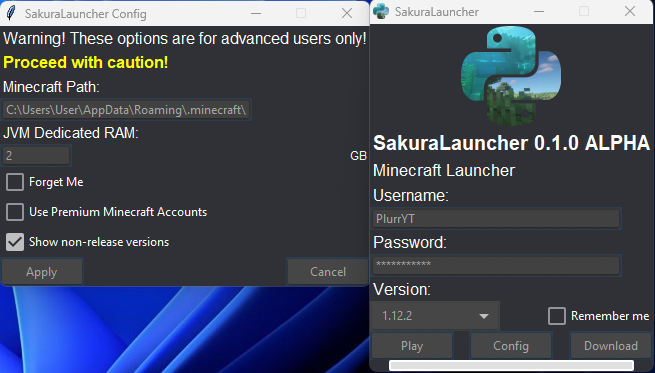 SakuraLauncher Config
Warning! These options are for advanced users only!
Proceed with caution!
Minecraft Path:
C:\Users\User\AppData\Roaming\.minecraft\
JVM Dedicated RAM:
2
GB
Forget Me
Use Premium Minecraft Accounts
Show non-release versions
Apply
Cancel
SakuraLauncher
SakuraLauncher 0.1.0 ALPHA
Minecraft Launcher
Username:
PlurrYT
Password:
***********
Version:
1.12.2
Remember me
Play
Config
Download